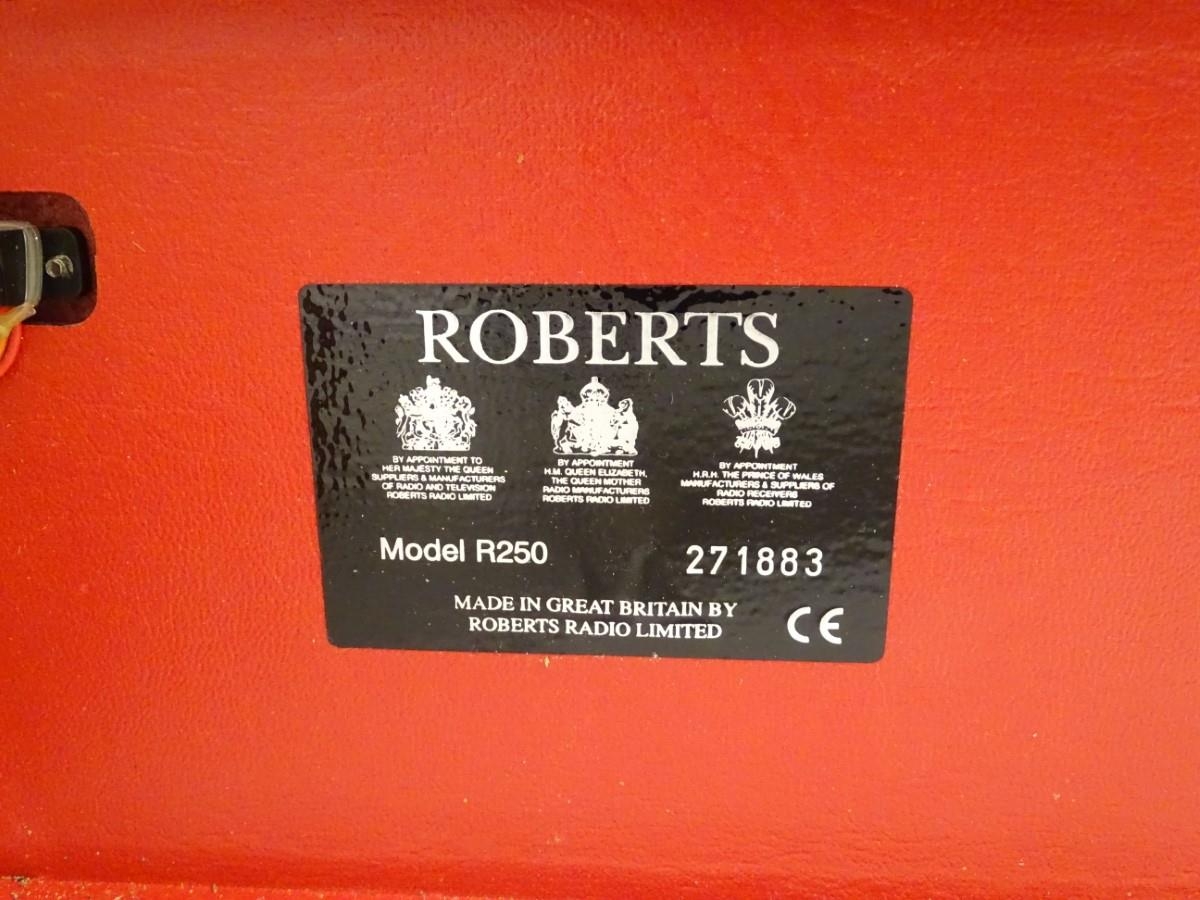 ROBERTS
BY APPOINTMENT TO
HER MAJESTY THE QUEEN
SUPPLIERS & MANUFACTURERS
OF RADIO AND TELEVISION
ROBERTS RADIO LIMITED
BY APPOINTMENT
H.M. QUEEN ELIZABETH,
THE QUEEN MOTHER
RADIO MANUFACTURERS
ROBERTS RADIO LIMITED
BY APPOINTMENT
H.R.H. THE PRINCE OF WALES
MANUFACTURERS & SUPPLIERS OF
RADIO RECEIVERS
ROBERTS RADIO LIMITED
Model R250
271883
MADE IN GREAT BRITAIN BY
ROBERTS RADIO LIMITED
CE